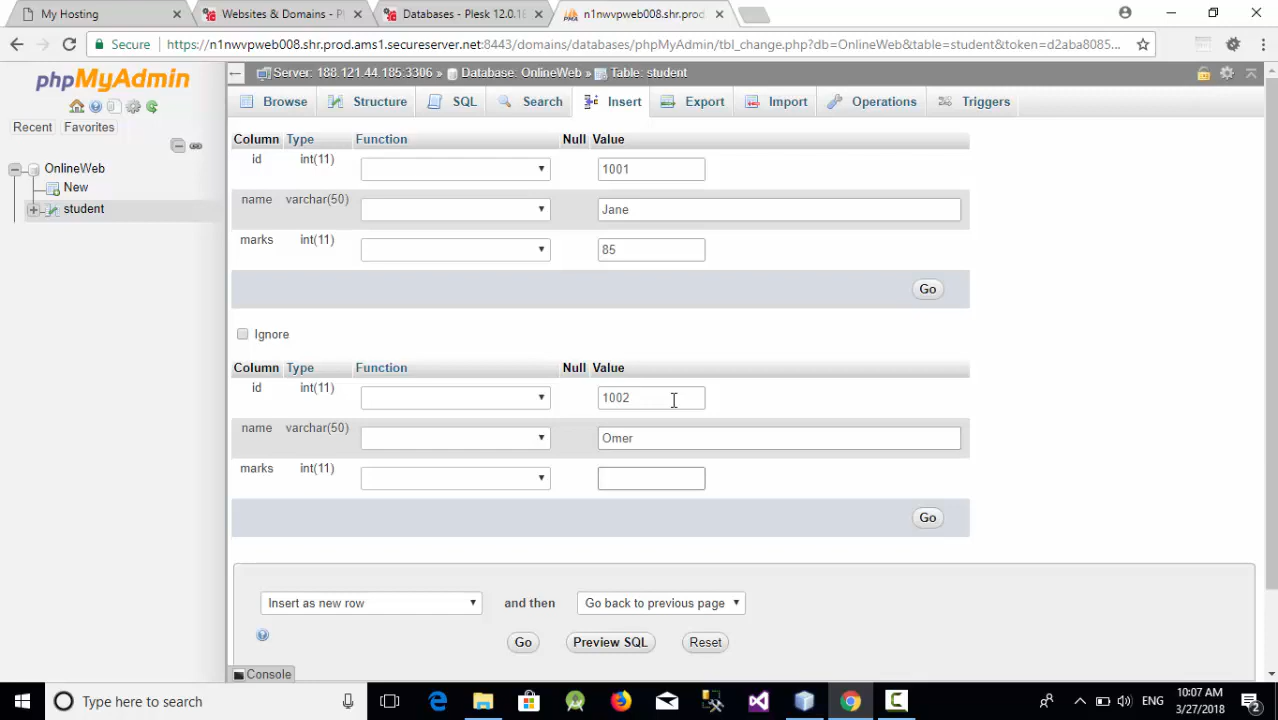 My Hosting
Websites & Domains - Pl
Databases - Plesk 12.0.18
n1nwvpweb008.shr.prod.
Secure
https://n1nwvpweb008.shr.prod.ams1.secureserver.net:8443/domains/databases/phpMyAdmin/tbl_change.php?db=OnlineWeb&table=student&token=d2aba8085...
phpMyAdmin
Recent
Favorites
OnlineWeb
New
student
Server: 188.121.44.185:3306 » Database: OnlineWeb » Table: student
Browse
Structure
SQL
Search
Insert
Export
Import
Operations
Triggers
Column Type Function Null Value
id int(11) 1001
name varchar(50) Jane
marks int(11) 85
Go
Ignore
Column Type Function Null Value
id int(11) 1002
name varchar(50) Omer
marks int(11)
Go
Insert as new row and then Go back to previous page
Go Preview SQL Reset
Console
Type here to search
ENG
10:07 AM
3/27/2018
2